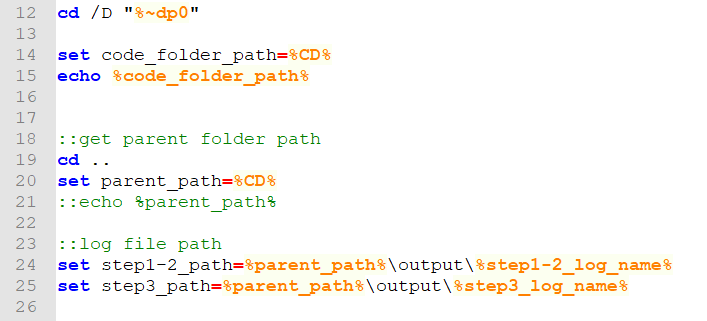 12 cd /D "%~dp0"
13
14 set code_folder_path=%CD%
15 echo %code_folder_path%
16
17
18 ::get parent folder path
19 cd ..
20 set parent_path=%CD%
21 ::echo %parent_path%
22
23 ::log file path
24 set step1-2_path=%parent_path%\output\%step1-2_log_name%
25 set step3_path=%parent_path%\output\%step3_log_name%
26